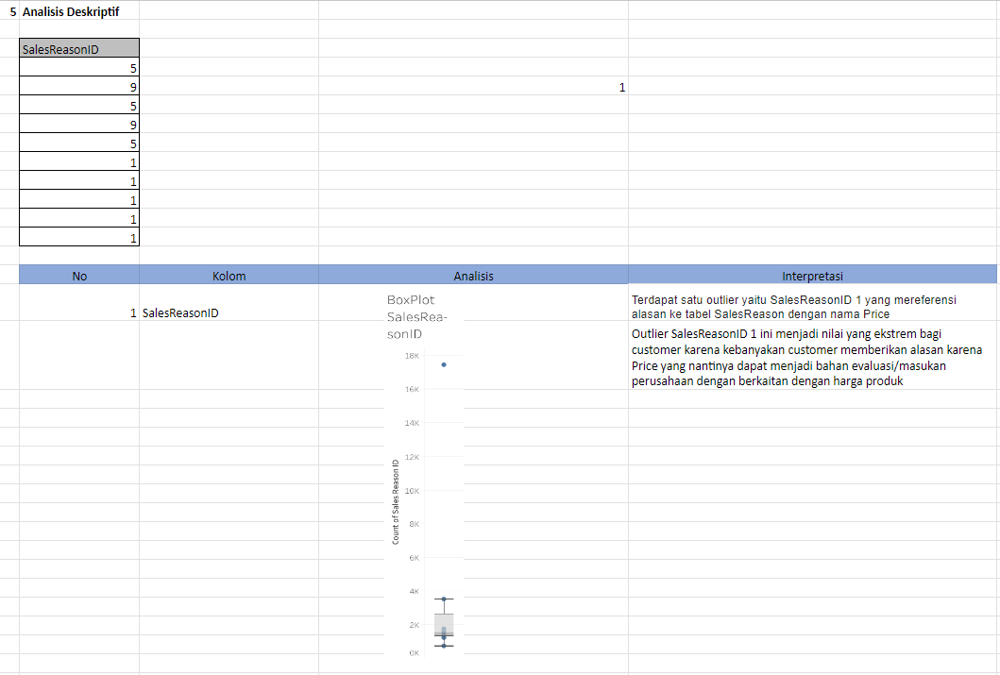 5 Analisis Deskriptif
SalesReasonID
5
9
1
5
9
5
1
1
1
1
1
No Kolom Analisis Interpretasi
1 SalesReasonID
BoxPlot
SalesRea-
sonID
Terdapat satu outlier yaitu SalesReasonID 1 yang mereferensi
alasan ke tabel SalesReason dengan nama Price
Outlier SalesReasonID 1 ini menjadi nilai yang ekstrem bagi
customer karena kebanyakan customer memberikan alasan karena
Price yang nantinya dapat menjadi bahan evaluasi/masukan
perusahaan dengan berkaitan dengan harga produk
18K
16K
14K
12K
10K
8K
6K
4K
2K
0K
Count of Sales Reason ID